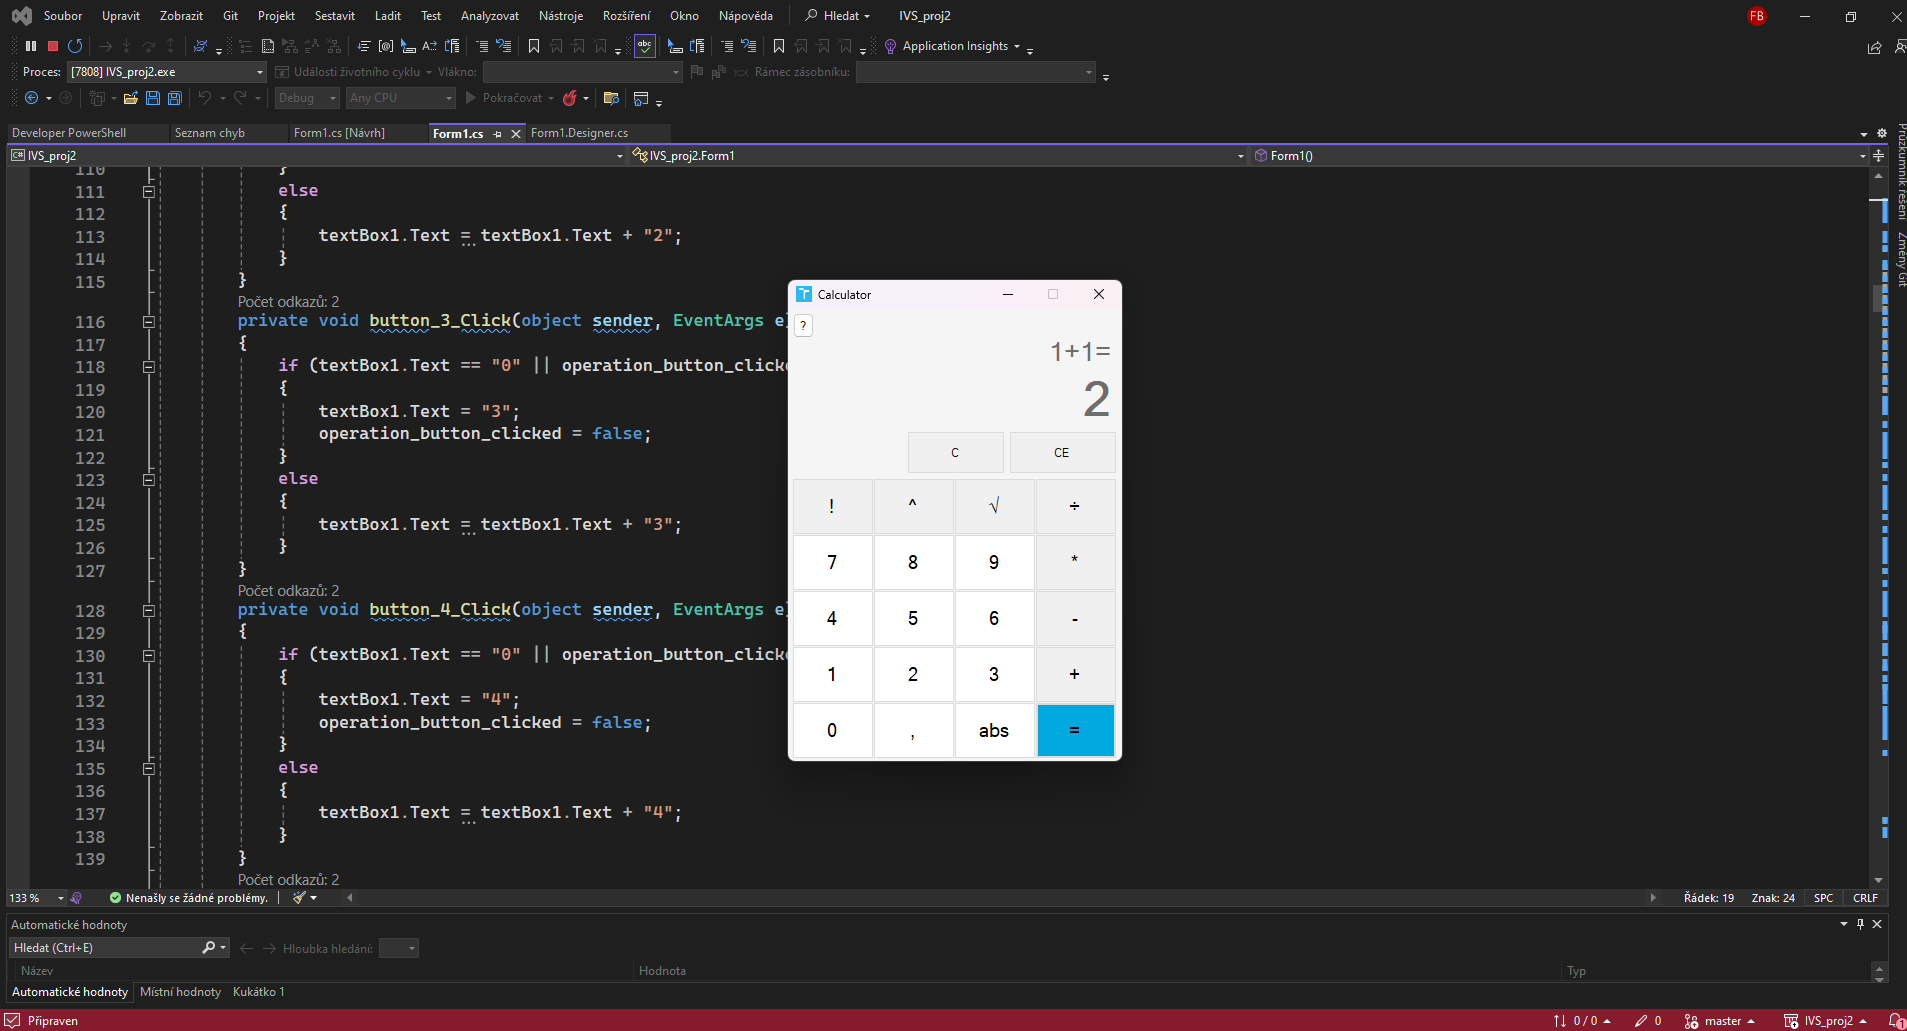 Soubor Upravit Zobrazit Git Projekt Sestavit Ladit Test Analyzovat Nástroje Rozšíření Okno Nápověda Hledat IVS_proj2 FB
Application Insights
Proces: [7808] IVS_proj2.exe Události životního cyklu Vlákno: Rámec zásobníku:
Debug Any CPU Pokračovat
Developer PowerShell Seznam chyb Form1.cs [Návrh] Form1.cs Form1.Designer.cs
C# IVS_proj2 IVS_proj2.Form1 Form1()
Průzkumník řešení
Změny Git
110 }
111 else
112 {
113 textBox1.Text = textBox1.Text + "2";
114 }
115 }
Počet odkazů: 2
116 private void button_3_Click(object sender, EventArgs e)
117 {
118 if (textBox1.Text == "0" || operation_button_clicke
119 {
120 textBox1.Text = "3";
121 operation_button_clicked = false;
122 }
123 else
124 {
125 textBox1.Text = textBox1.Text + "3";
126 }
127 }
Počet odkazů: 2
128 private void button_4_Click(object sender, EventArgs e)
129 {
130 if (textBox1.Text == "0" || operation_button_clicke
131 {
132 textBox1.Text = "4";
133 operation_button_clicked = false;
134 }
135 else
136 {
137 textBox1.Text = textBox1.Text + "4";
138 }
139 }
Počet odkazů: 2
Calculator
?
1+1=
2
C CE
! ^ √ ÷
7 8 9 *
4 5 6 -
1 2 3 +
0 , abs =
133 % Nenašly se žádné problémy. Řádek: 19 Znak: 24 SPC CRLF
Automatické hodnoty
Hledat (Ctrl+E) Hloubka hledání:
Název Hodnota Typ
Automatické hodnoty Místní hodnoty Kukátko 1
Připraven 0 / 0 0 master IVS_proj2 1